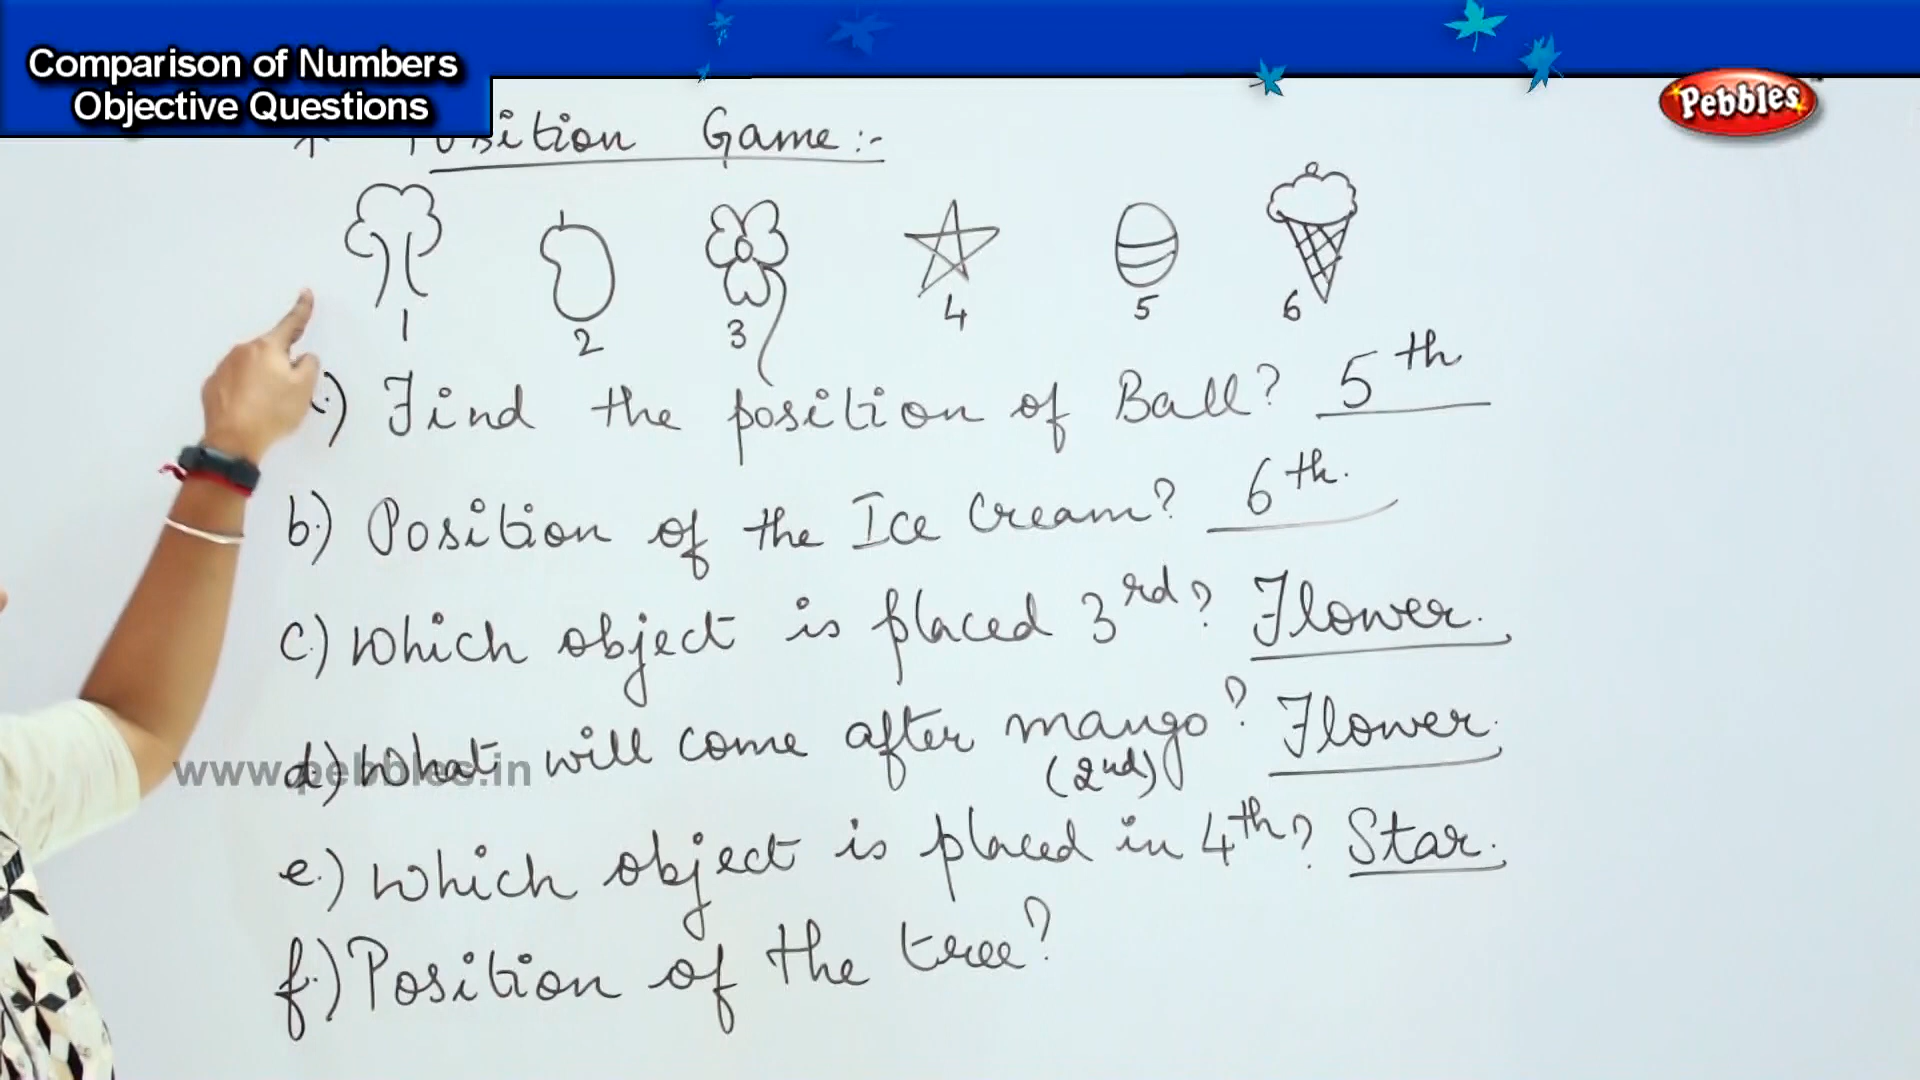 Comparison of Numbers
Objective Questions
Pebbles
Position Game:-
1 2 3 4 5 6
) Find the position of Ball? 5th
b) Position of the Ice Cream? 6th.
c) Which object is placed 3rd? Flower.
d) What will come after mango? Flower.
(2nd)
www.pebbles.in
e) Which object is placed in 4th? Star.
f) Position of the tree?